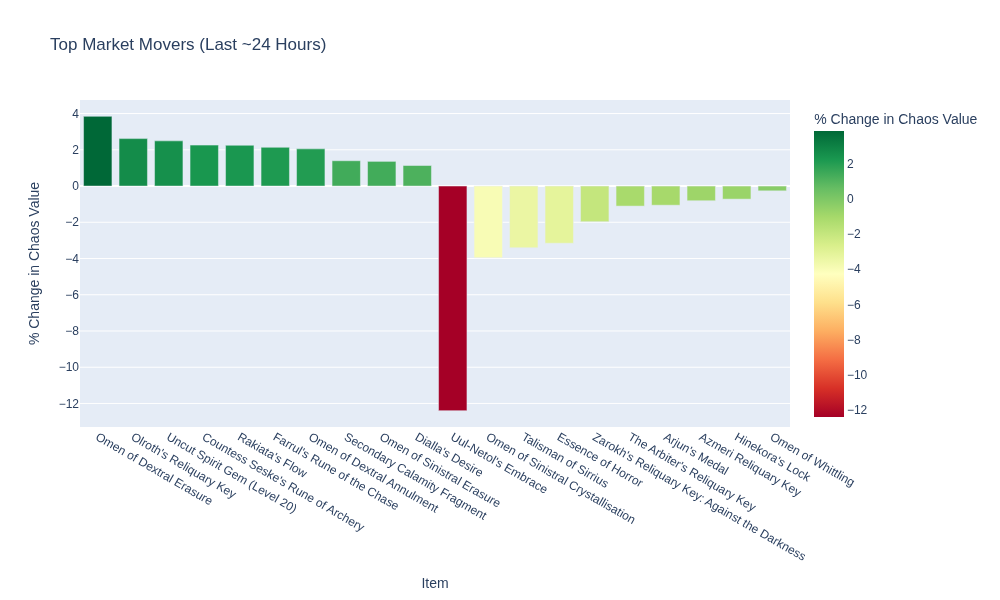 Top Market Movers (Last ~24 Hours)
% Change in Chaos Value
4
2
0
−2
−4
−6
−8
−10
−12
% Change in Chaos Value
2
0
−2
−4
−6
−8
−10
−12
Omen of Dextral Erasure
Olroth's Reliquary Key
Uncut Spirit Gem (Level 20)
Countess Seske's Rune of Archery
Rakiata's Flow
Farrul's Rune of the Chase
Omen of Dextral Annulment
Secondary Calamity Fragment
Omen of Sinistral Erasure
Dialla's Desire
Uul-Netol's Embrace
Omen of Sinistral Crystallisation
Talisman of Sirrius
Essence of Horror
Zarokh's Reliquary Key: Against the Darkness
The Arbiter's Reliquary Key
Arjun's Medal
Azmeri Reliquary Key
Hinekora's Lock
Omen of Whittling
Item